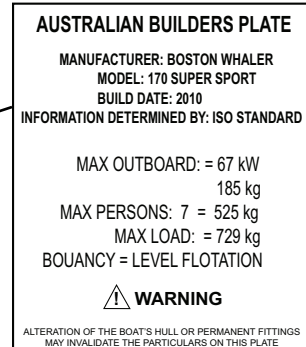 AUSTRALIAN BUILDERS PLATE
MANUFACTURER: BOSTON WHALER
MODEL: 170 SUPER SPORT
BUILD DATE: 2010
INFORMATION DETERMINED BY: ISO STANDARD
MAX OUTBOARD: = 67 kW
185 kg
MAX PERSONS: 7 = 525 kg
MAX LOAD: = 729 kg
BOUANCY = LEVEL FLOTATION
WARNING
ALTERATION OF THE BOAT'S HULL OR PERMANENT FITTINGS
MAY INVALIDATE THE PARTICULARS ON THIS PLATE